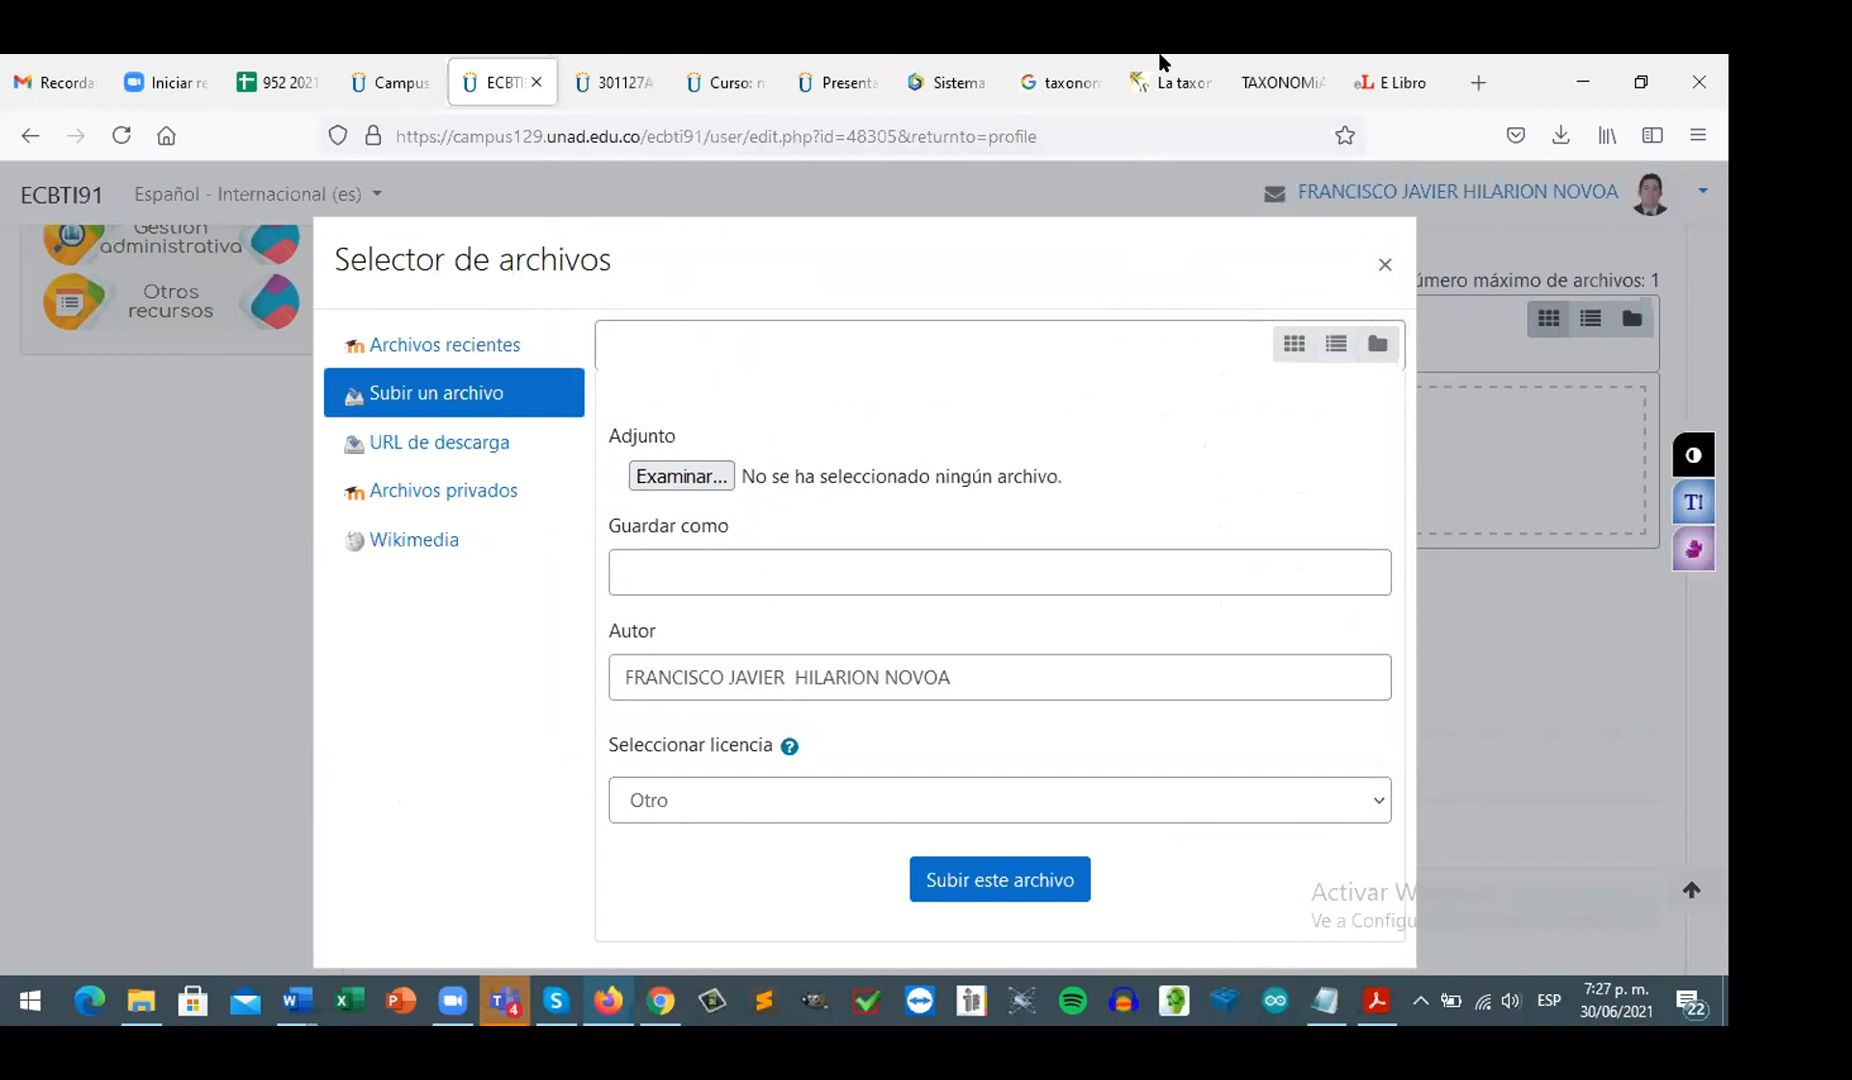 Recorda
Iniciar re
952 2021
Campus
ECBTI
301127A
Curso: r
Presenta
Sistema
taxonom
La taxor
TAXONOMíA
E Libro
https://campus129.unad.edu.co/ecbti91/user/edit.php?id=48305&returnto=profile
ECBTI91
Español - Internacional (es)
FRANCISCO JAVIER HILARION NOVOA
Gestión
administrativa
Otros
recursos
úmero máximo de archivos: 1
Selector de archivos
Archivos recientes
Subir un archivo
URL de descarga
Archivos privados
Wikimedia
Adjunto
Examinar... No se ha seleccionado ningún archivo.
Guardar como
Autor
FRANCISCO JAVIER HILARION NOVOA
Seleccionar licencia ?
Otro
Subir este archivo
Activar W
Ve a Configu
ESP
7:27 p. m.
30/06/2021
22